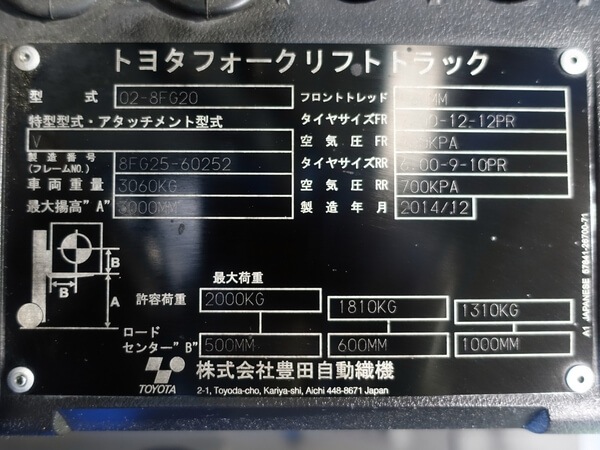 トヨタフォークリフトトラック
型式 02-8FG20 フロントトレッド MM
特型型式・アタッチメント型式 タイヤサイズFR -12-12PR
V 空気圧FR KPA
製造番号 (フレームNO.) 8FG25-60252 タイヤサイズRR 6.00-9-10PR
車両重量 3060KG 空気圧RR 700KPA
最大揚高"A" 3000MM 製造年月 2014/12
B
B
A
最大荷重
許容荷重 2000KG 1810KG 1310KG
ロード
センター"B" 500MM 600MM 1000MM
TOYOTA 株式会社豊田自動織機
2-1, Toyoda-cho, Kariya-shi, Aichi 448-8671 Japan
A1 JAPANESE